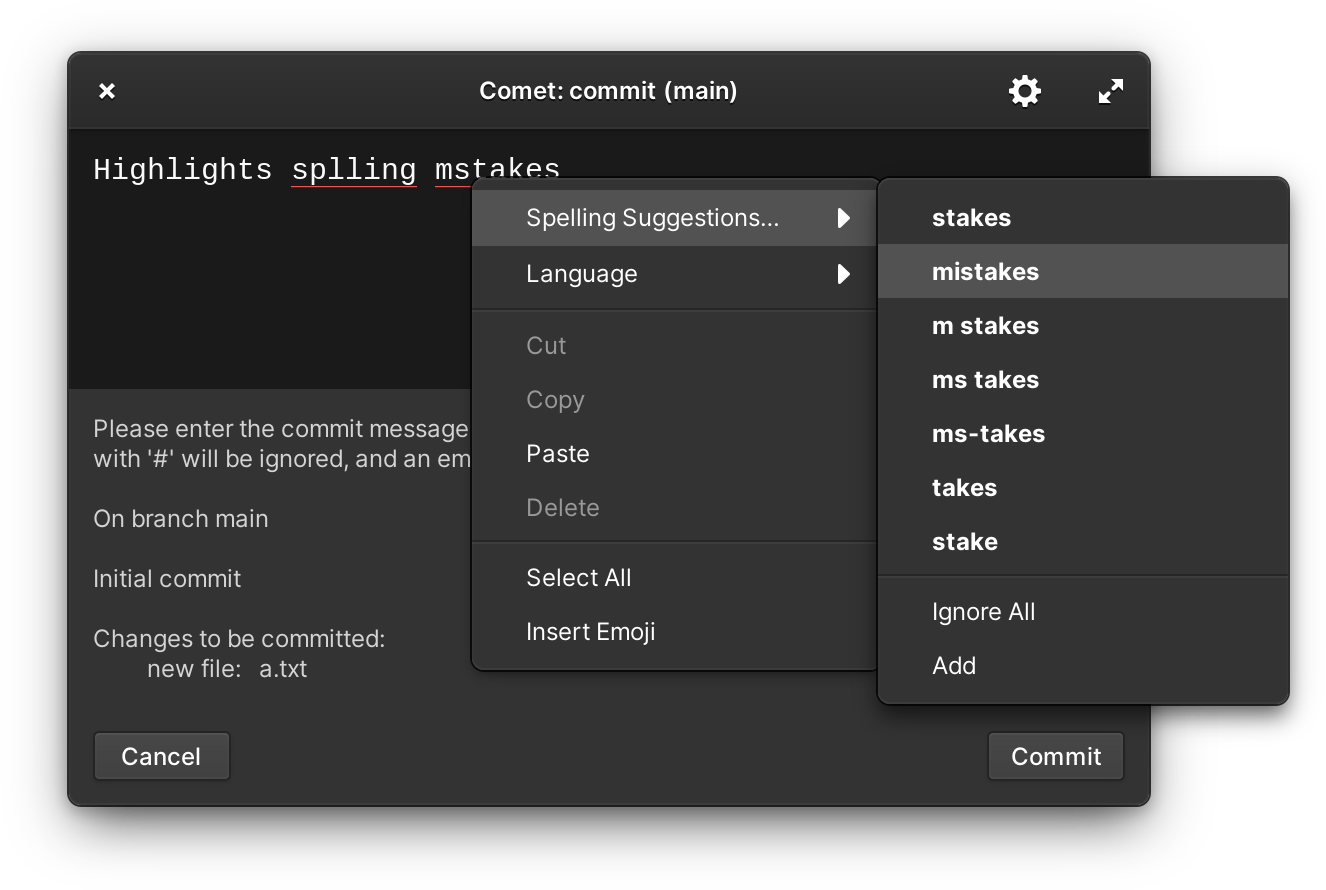 Comet: commit (main)
Highlights splling mstakes
Please enter the commit message
with '#' will be ignored, and an em
On branch main
Initial commit
Changes to be committed:
new file: a.txt
Cancel
Commit
Spelling Suggestions...
Language
Cut
Copy
Paste
Delete
Select All
Insert Emoji
stakes
mistakes
m stakes
ms takes
ms-takes
takes
stake
Ignore All
Add